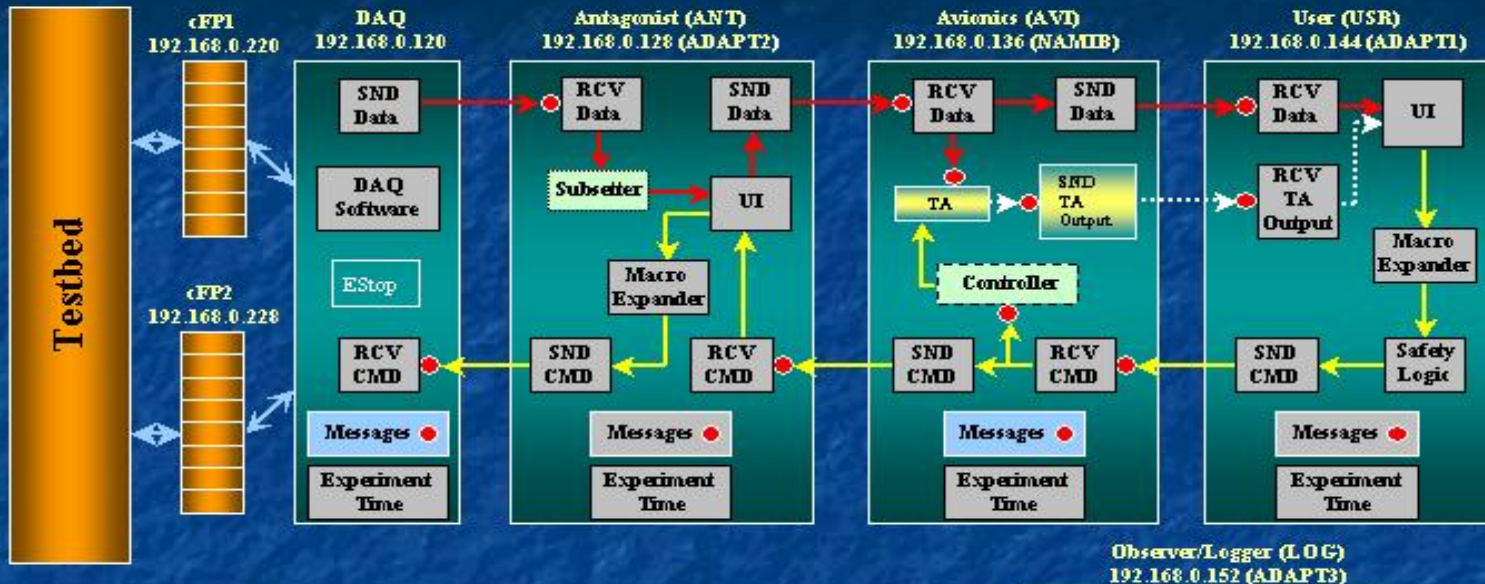 Testbed
cFP1
192.168.0.220
cFP2
192.168.0.228
DAQ
192.168.0.120
SND
Data
DAQ
Software
EStop
RCV
CMD
Messages
Experiment
Time
Antagonist (ANT)
192.168.0.128 (ADAPT2)
RCV
Data
SND
Data
Subsetter
UI
Macro
Expander
SND
CMD
RCV
CMD
Messages
Experiment
Time
Avionics (AVI)
192.168.0.136 (NAMIB)
RCV
Data
SND
Data
TA
SND
TA
Output
Controller
SND
CMD
RCV
CMD
Messages
Experiment
Time
User (USR)
192.168.0.144 (ADAPT1)
RCV
Data
UI
RCV
TA
Output
Macro
Expander
SND
CMD
Safety
Logic
Messages
Experiment
Time
Observer/Logger (LOG)
192.168.0.152 (ADAPT3)